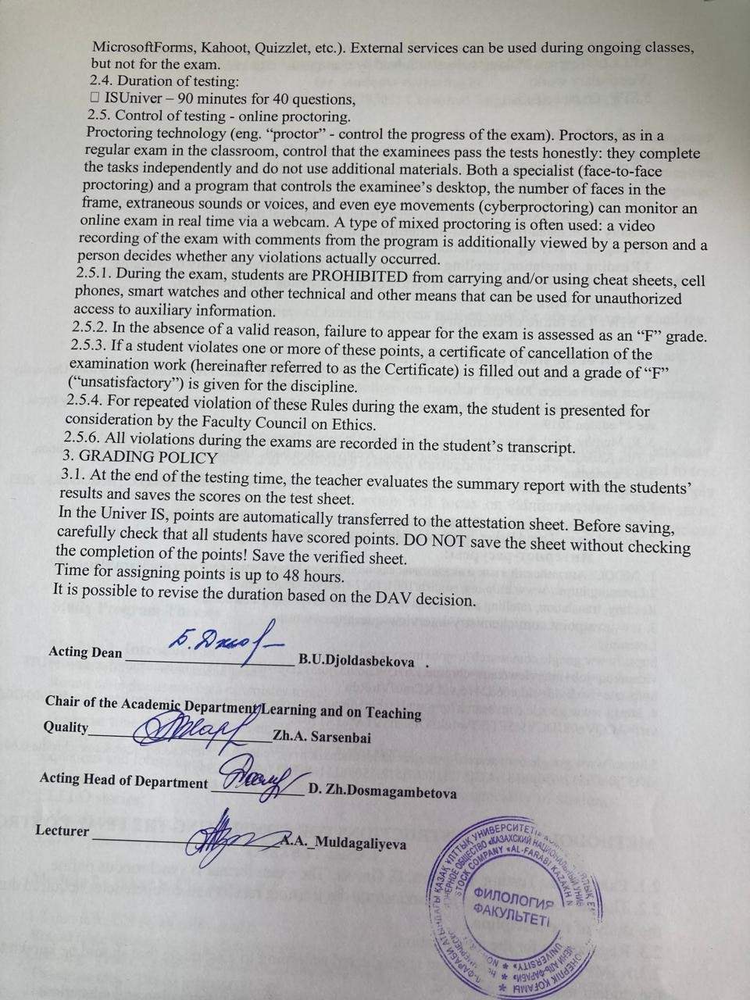 MicrosoftForms, Kahoot, Quizzlet, etc.). External services can be used during ongoing classes,
but not for the exam.
2.4. Duration of testing:
☐ ISUniver – 90 minutes for 40 questions,
2.5. Control of testing - online proctoring.
Proctoring technology (eng. “proctor” - control the progress of the exam). Proctors, as in a
regular exam in the classroom, control that the examinees pass the tests honestly: they complete
the tasks independently and do not use additional materials. Both a specialist (face-to-face
proctoring) and a program that controls the examinee’s desktop, the number of faces in the
frame, extraneous sounds or voices, and even eye movements (cyberproctoring) can monitor an
online exam in real time via a webcam. A type of mixed proctoring is often used: a video
recording of the exam with comments from the program is additionally viewed by a person and a
person decides whether any violations actually occurred.
2.5.1. During the exam, students are PROHIBITED from carrying and/or using cheat sheets, cell
phones, smart watches and other technical and other means that can be used for unauthorized
access to auxiliary information.
2.5.2. In the absence of a valid reason, failure to appear for the exam is assessed as an “F” grade.
2.5.3. If a student violates one or more of these points, a certificate of cancellation of the
examination work (hereinafter referred to as the Certificate) is filled out and a grade of “F”
(“unsatisfactory”) is given for the discipline.
2.5.4. For repeated violation of these Rules during the exam, the student is presented for
consideration by the Faculty Council on Ethics.
2.5.6. All violations during the exams are recorded in the student’s transcript.
3. GRADING POLICY
3.1. At the end of the testing time, the teacher evaluates the summary report with the students’
results and saves the scores on the test sheet.
In the Univer IS, points are automatically transferred to the attestation sheet. Before saving,
carefully check that all students have scored points. DO NOT save the sheet without checking
the completion of the points! Save the verified sheet.
Time for assigning points is up to 48 hours.
It is possible to revise the duration based on the DAV decision.
Acting Dean B.U.Djoldasbekova .
Chair of the Academic Department Learning and on Teaching
Quality Zh.A. Sarsenbai
Acting Head of Department D. Zh.Dosmagambetova
Lecturer A.A._Muldagaliyeva
ҚАЗАҚ ҰЛТТЫҚ УНИВЕРСИТЕТІ
ОБЩЕСТВО «КАЗАХСКИЙ НАЦИОНАЛЬНЫЙ
STOCK COMPANY «AL-FARABI KAZAKH
ФИЛОЛОГИЯ
ФАКУЛЬТЕТІ
UNIVERSITY»